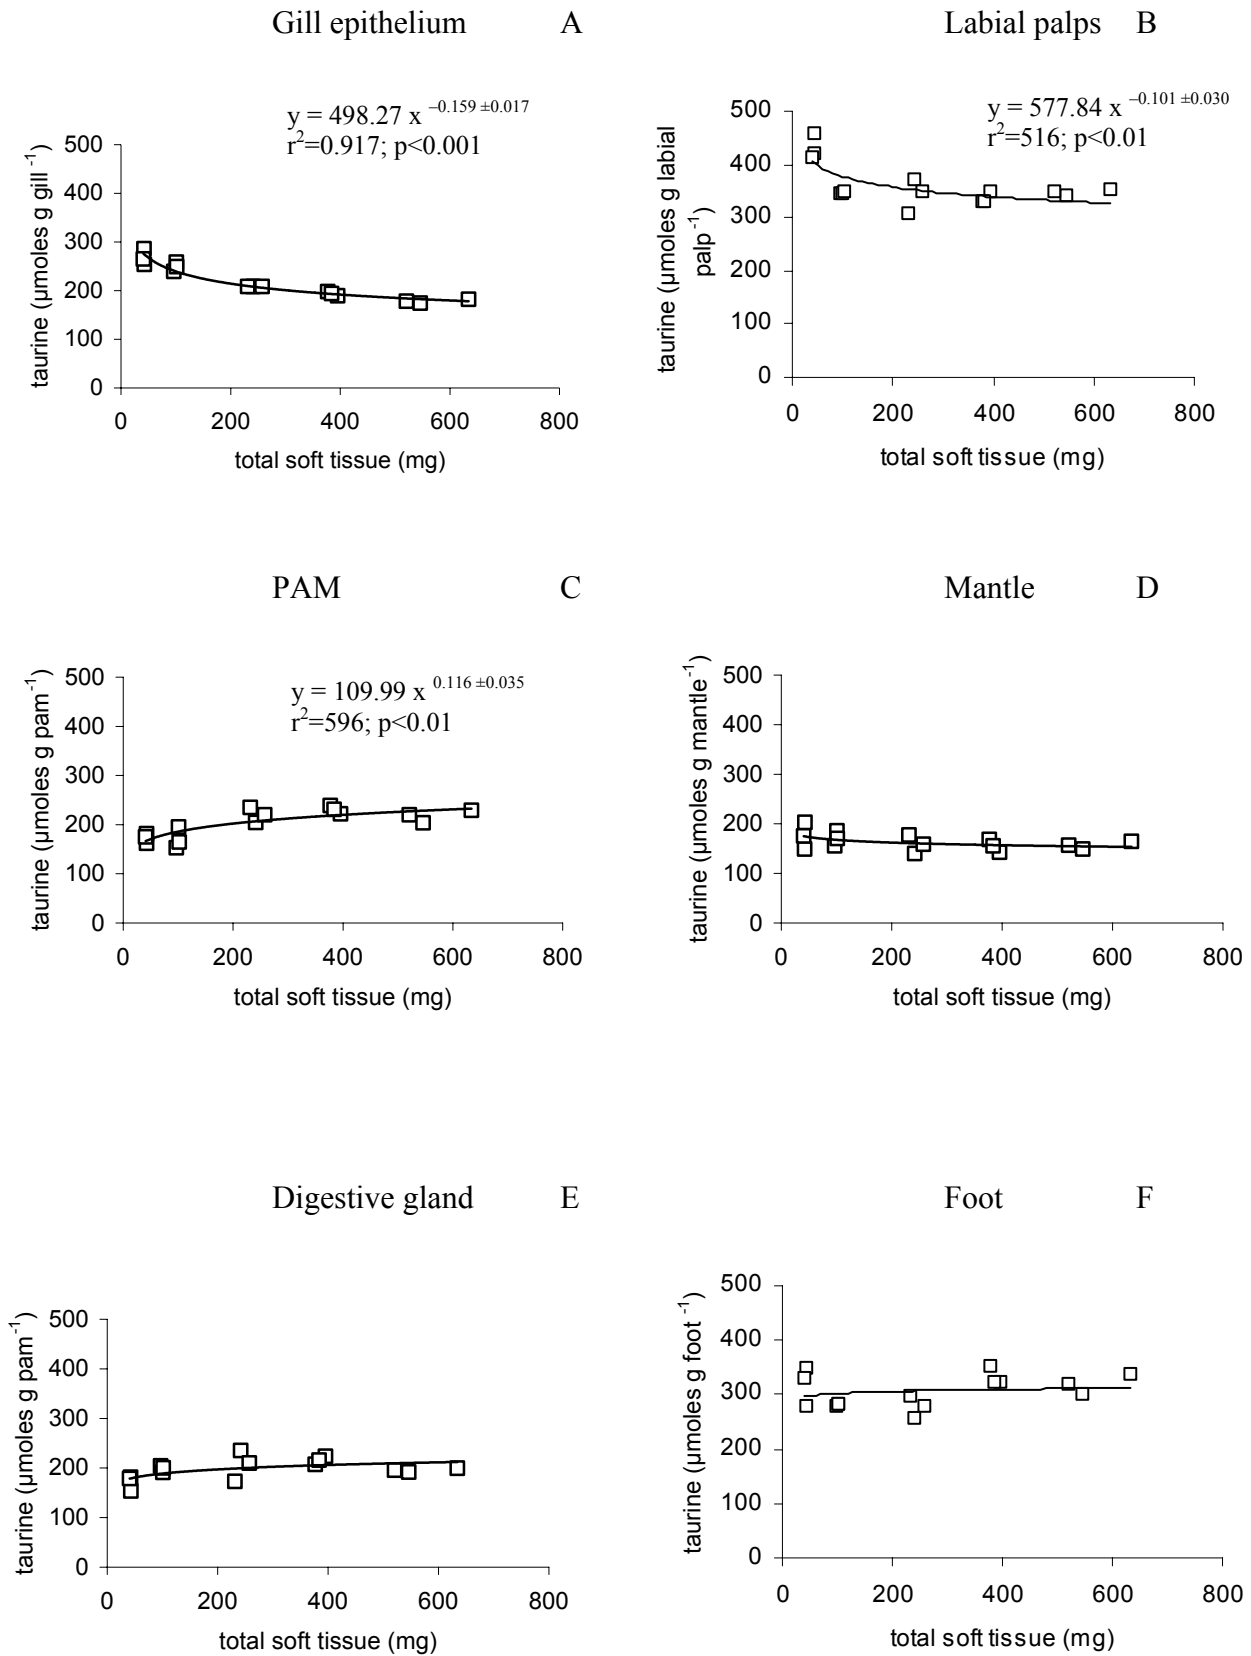 Gill epithelium A
y = 498.27 x –0.159 ±0.017
r2=0.917; p<0.001
taurine (µmoles g gill -1)
500
400
300
200
100
0
0 200 400 600 800
total soft tissue (mg)
Labial palps B
y = 577.84 x –0.101 ±0.030
r2=516; p<0.01
taurine (µmoles g labial
palp-1)
500
400
300
200
100
0
0 200 400 600 800
total soft tissue (mg)
PAM C
y = 109.99 x 0.116 ±0.035
r2=596; p<0.01
taurine (µmoles g pam-1)
500
400
300
200
100
0
0 200 400 600 800
total soft tissue (mg)
Mantle D
taurine (µmoles g mantle-1)
500
400
300
200
100
0
0 200 400 600 800
total soft tissue (mg)
Digestive gland E
taurine (µmoles g pam-1)
500
400
300
200
100
0
0 200 400 600 800
total soft tissue (mg)
Foot F
taurine (µmoles g foot -1)
500
400
300
200
100
0
0 200 400 600 800
total soft tissue (mg)